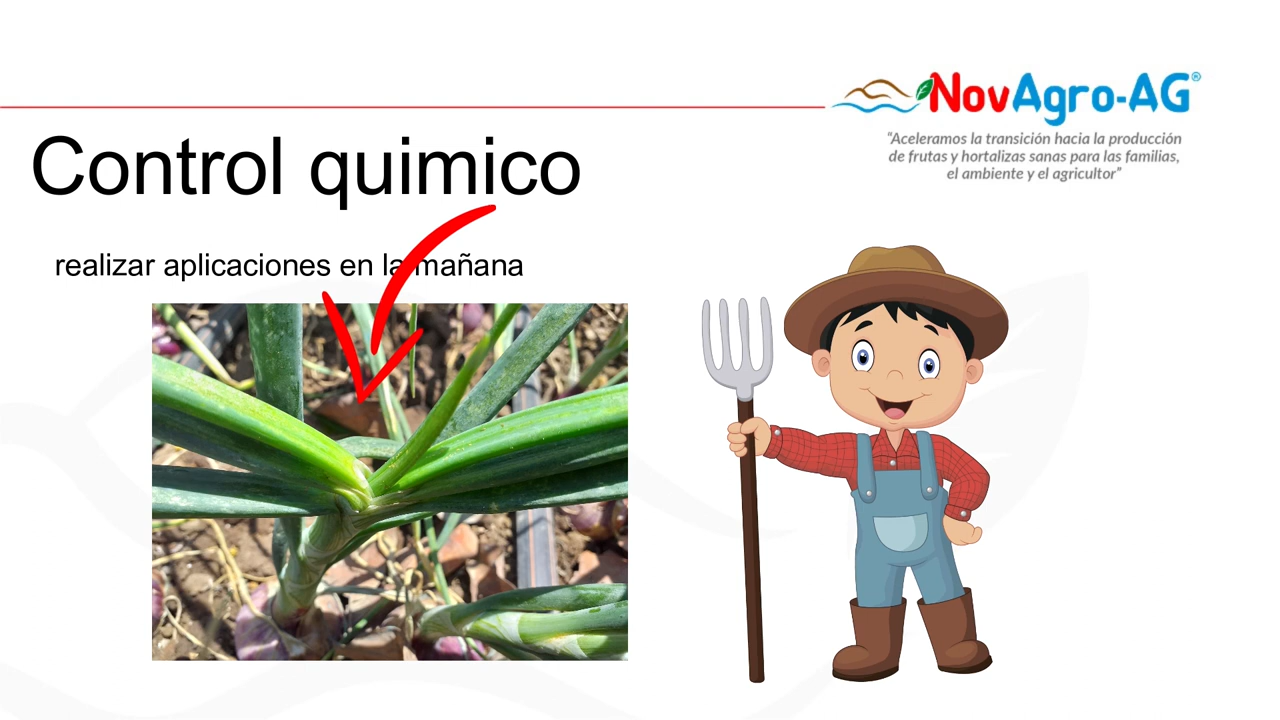 NovAgro-AG®
“Aceleramos la transición hacia la producción
de frutas y hortalizas sanas para las familias,
el ambiente y el agricultor”
Control quimico
realizar aplicaciones en la mañana